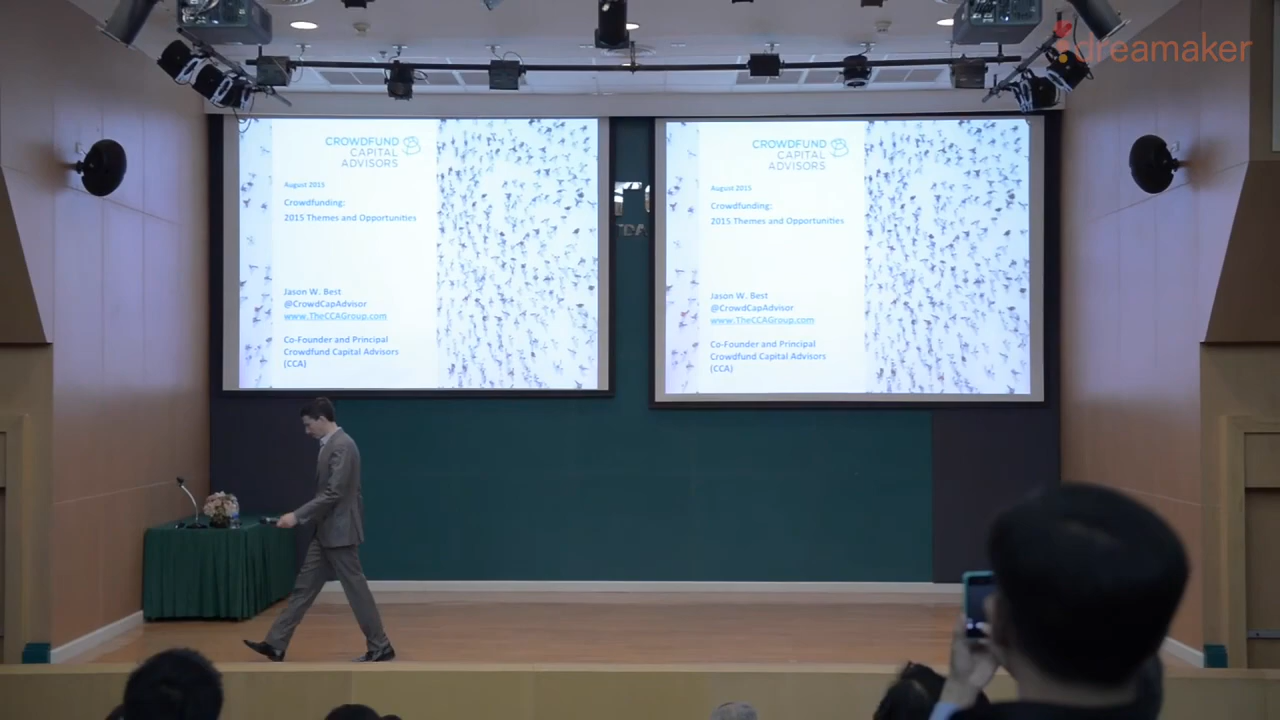 dreamaker
CROWDFUND
CAPITAL
ADVISORS
August 2015
Crowdfunding:
2015 Themes and Opportunities
Jason W. Best
@CrowdCapAdvisor
www.TheCCAGroup.com
Co-Founder and Principal
Crowdfund Capital Advisors
(CCA)
CROWDFUND
CAPITAL
ADVISORS
August 2015
Crowdfunding:
2015 Themes and Opportunities
Jason W. Best
@CrowdCapAdvisor
www.TheCCAGroup.com
Co-Founder and Principal
Crowdfund Capital Advisors
(CCA)